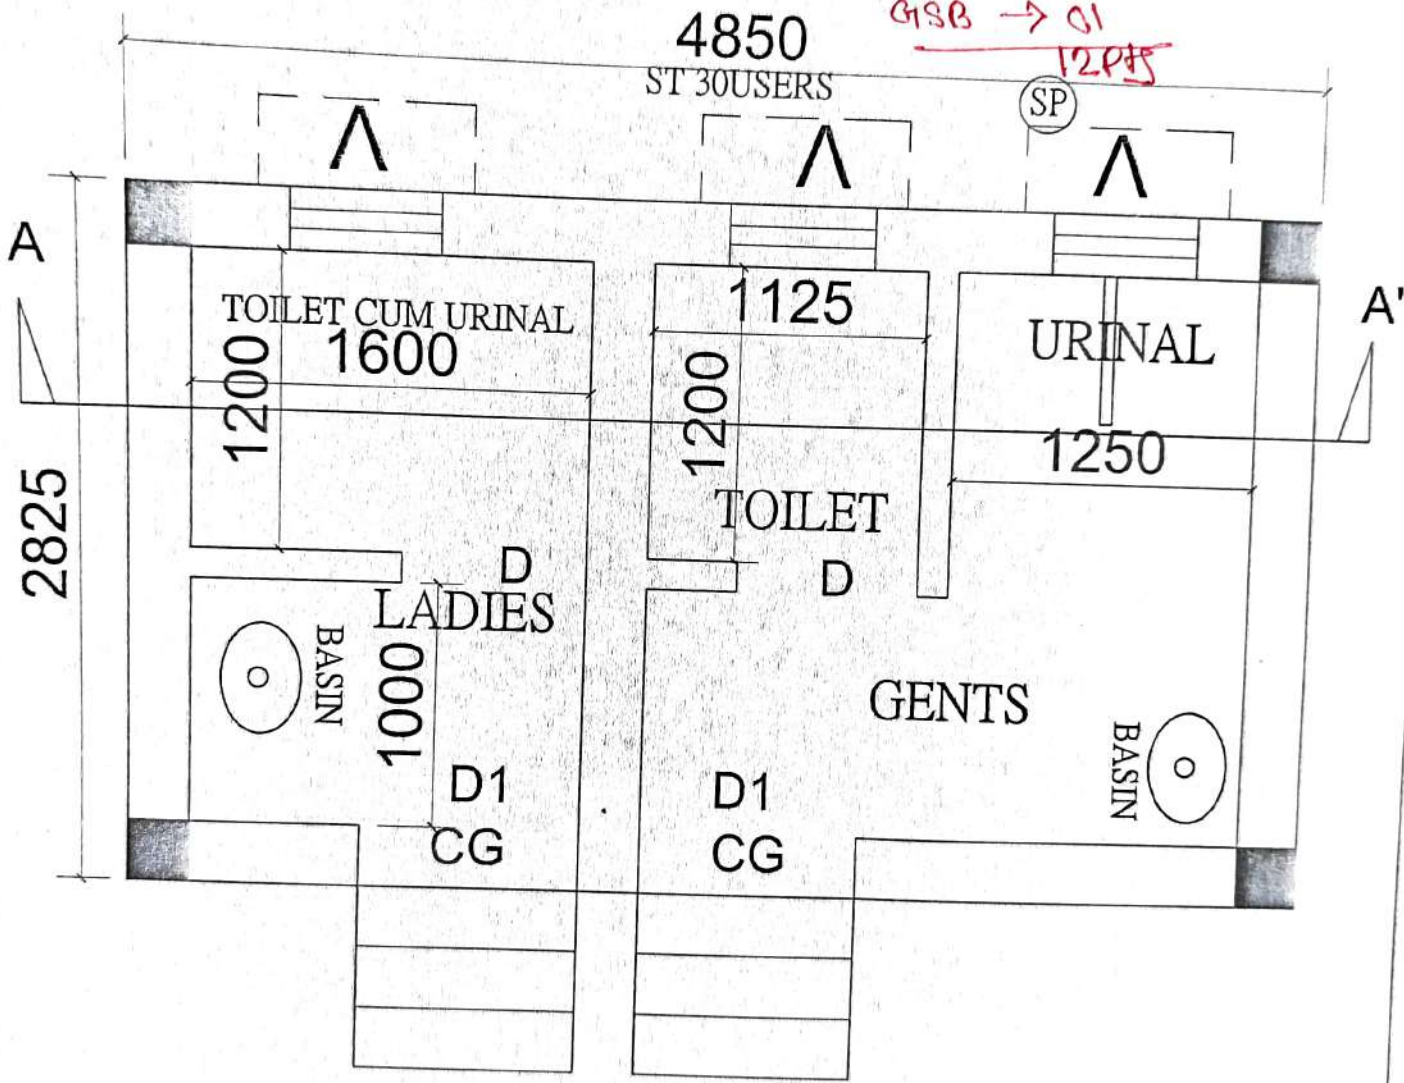 GSB → 01
12Pts
4850
ST 30USERS
SP
V
V
V
A
A'
TOILET CUM URINAL
1600
1200
1125
1200
URINAL
1250
TOILET
D
D
2825
LADIES
BASIN
1000
GENTS
BASIN
D1
CG
D1
CG